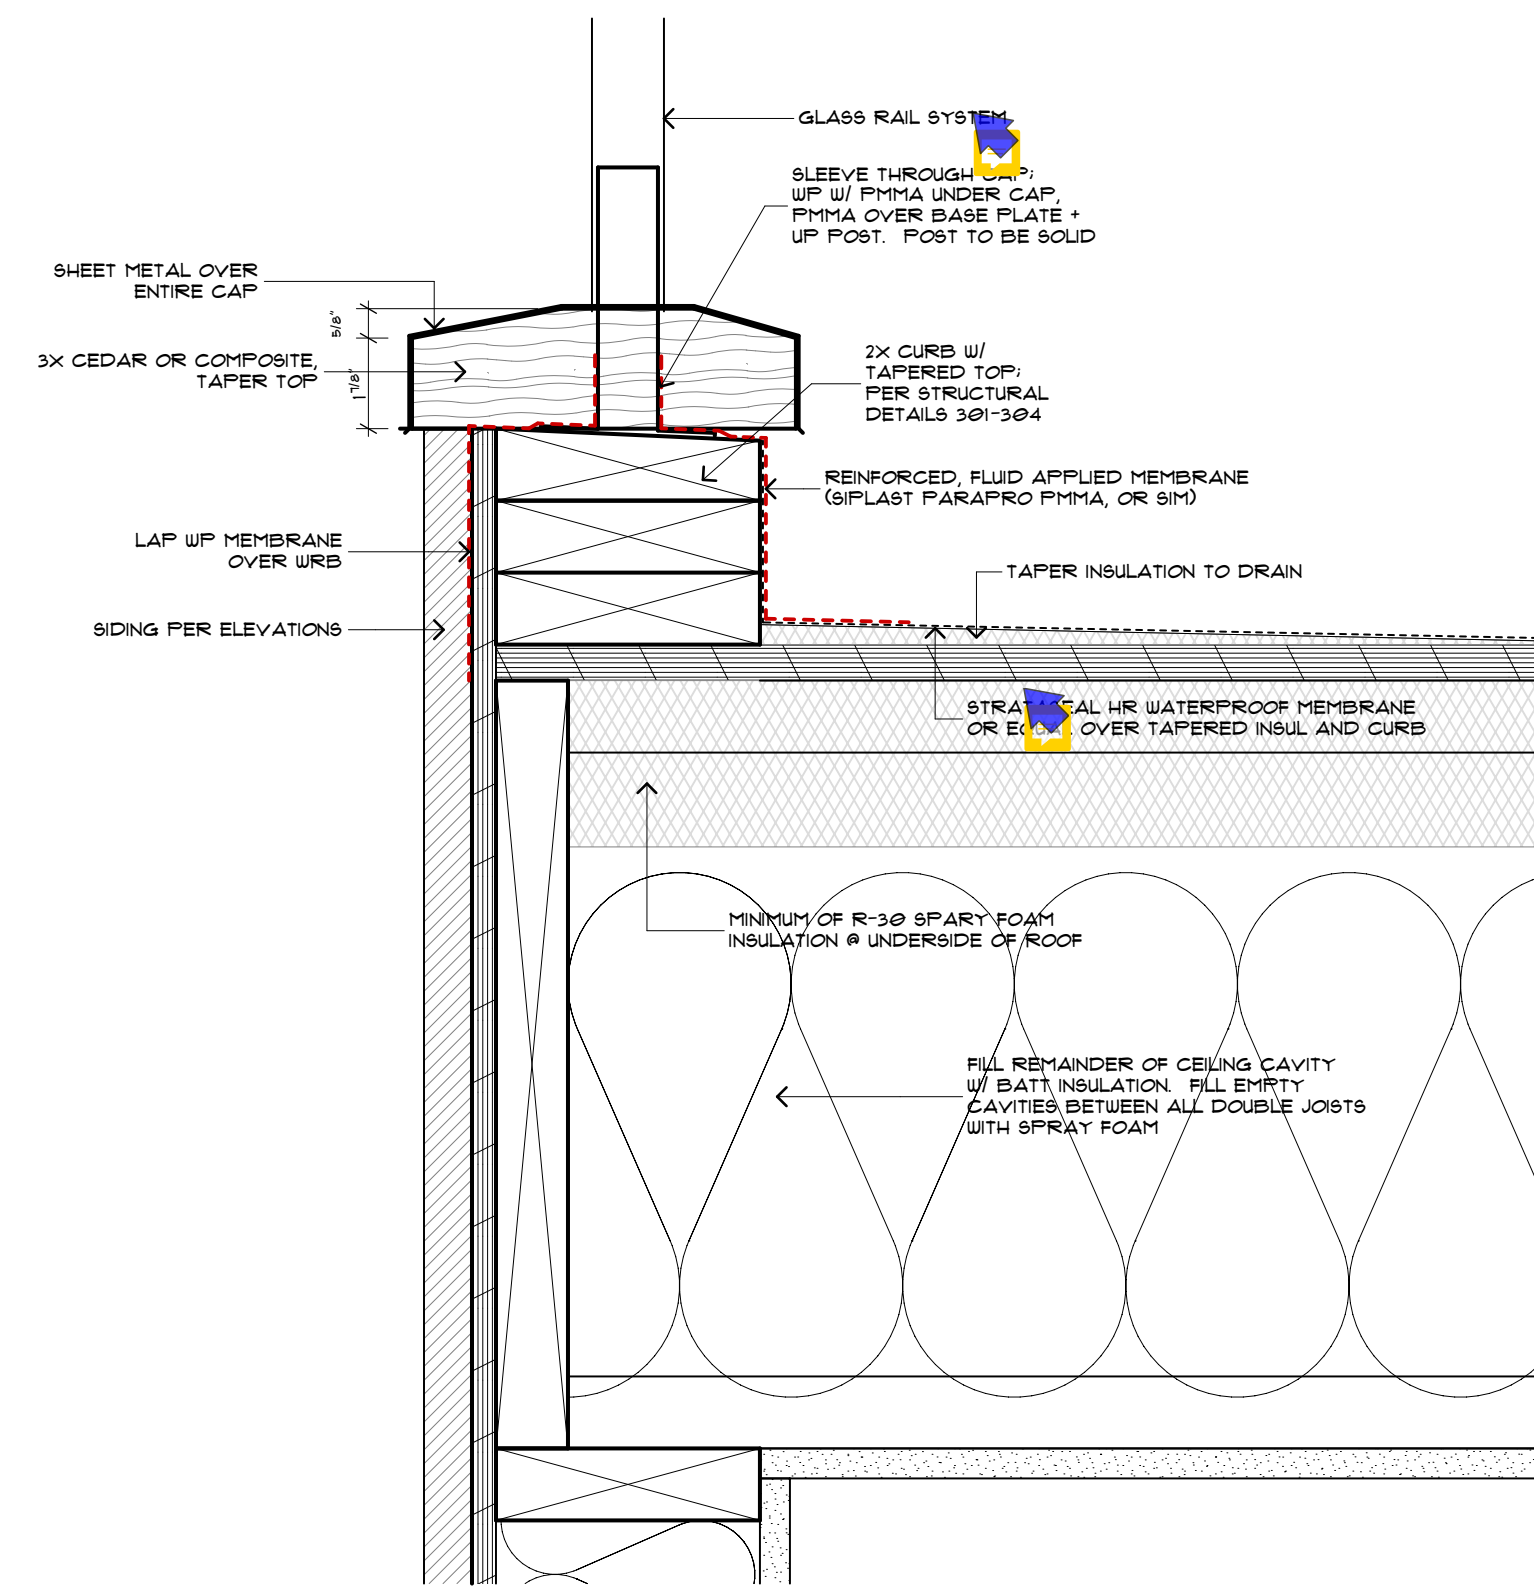 GLASS RAIL SYSTEM
SLEEVE THROUGH CAP;
WP W/ PMMA UNDER CAP,
PMMA OVER BASE PLATE +
UP POST. POST TO BE SOLID
SHEET METAL OVER
ENTIRE CAP
5/8"
3X CEDAR OR COMPOSITE,
TAPER TOP
1 7/8"
2X CURB W/
TAPERED TOP;
PER STRUCTURAL
DETAILS 301-304
REINFORCED, FLUID APPLIED MEMBRANE
(SIPLAST PARAPRO PMMA, OR SIM)
LAP WP MEMBRANE
OVER WRB
TAPER INSULATION TO DRAIN
SIDING PER ELEVATIONS
STRATASEAL HR WATERPROOF MEMBRANE
OR EQUAL OVER TAPERED INSUL AND CURB
MINIMUM OF R-30 SPARY FOAM
INSULATION @ UNDERSIDE OF ROOF
FILL REMAINDER OF CEILING CAVITY
W/ BATT INSULATION. FILL EMPTY
CAVITIES BETWEEN ALL DOUBLE JOISTS
WITH SPRAY FOAM